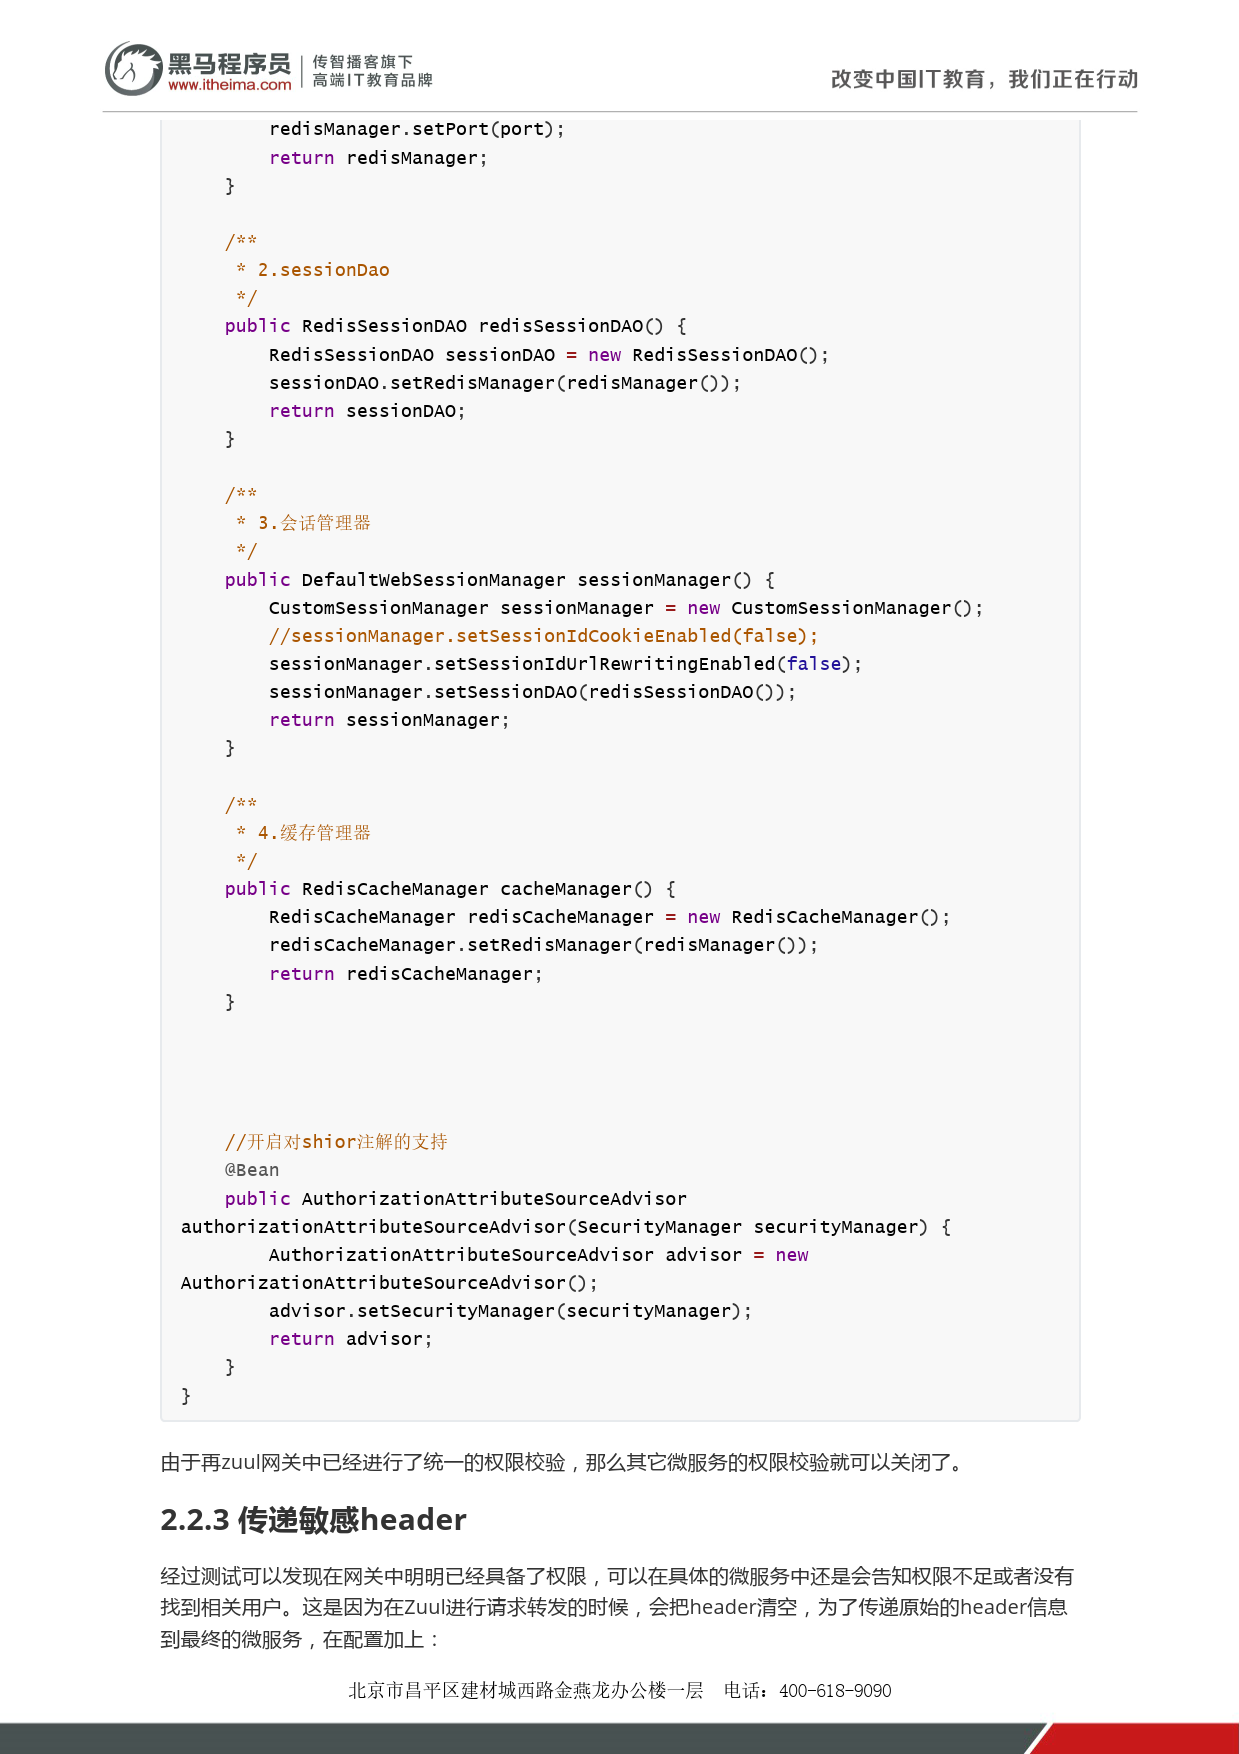 黑马程序员
www.itheima.com
传智播客旗下
高端IT教育品牌
改变中国IT教育，我们正在行动
        redisManager.setPort(port);
        return redisManager;
    }

    /**
     * 2.sessionDao
     */
    public RedisSessionDAO redisSessionDAO() {
        RedisSessionDAO sessionDAO = new RedisSessionDAO();
        sessionDAO.setRedisManager(redisManager());
        return sessionDAO;
    }

    /**
     * 3.会话管理器
     */
    public DefaultWebSessionManager sessionManager() {
        CustomSessionManager sessionManager = new CustomSessionManager();
        //sessionManager.setSessionIdCookieEnabled(false);
        sessionManager.setSessionIdUrlRewritingEnabled(false);
        sessionManager.setSessionDAO(redisSessionDAO());
        return sessionManager;
    }

    /**
     * 4.缓存管理器
     */
    public RedisCacheManager cacheManager() {
        RedisCacheManager redisCacheManager = new RedisCacheManager();
        redisCacheManager.setRedisManager(redisManager());
        return redisCacheManager;
    }

    //开启对shior注解的支持
    @Bean
    public AuthorizationAttributeSourceAdvisor
authorizationAttributeSourceAdvisor(SecurityManager securityManager) {
        AuthorizationAttributeSourceAdvisor advisor = new
AuthorizationAttributeSourceAdvisor();
        advisor.setSecurityManager(securityManager);
        return advisor;
    }
}
由于再zuul网关中已经进行了统一的权限校验，那么其它微服务的权限校验就可以关闭了。
2.2.3 传递敏感header
经过测试可以发现在网关中明明已经具备了权限，可以在具体的微服务中还是会告知权限不足或者没有
找到相关用户。这是因为在Zuul进行请求转发的时候，会把header清空，为了传递原始的header信息
到最终的微服务，在配置加上：
北京市昌平区建材城西路金燕龙办公楼一层 电话：400-618-9090